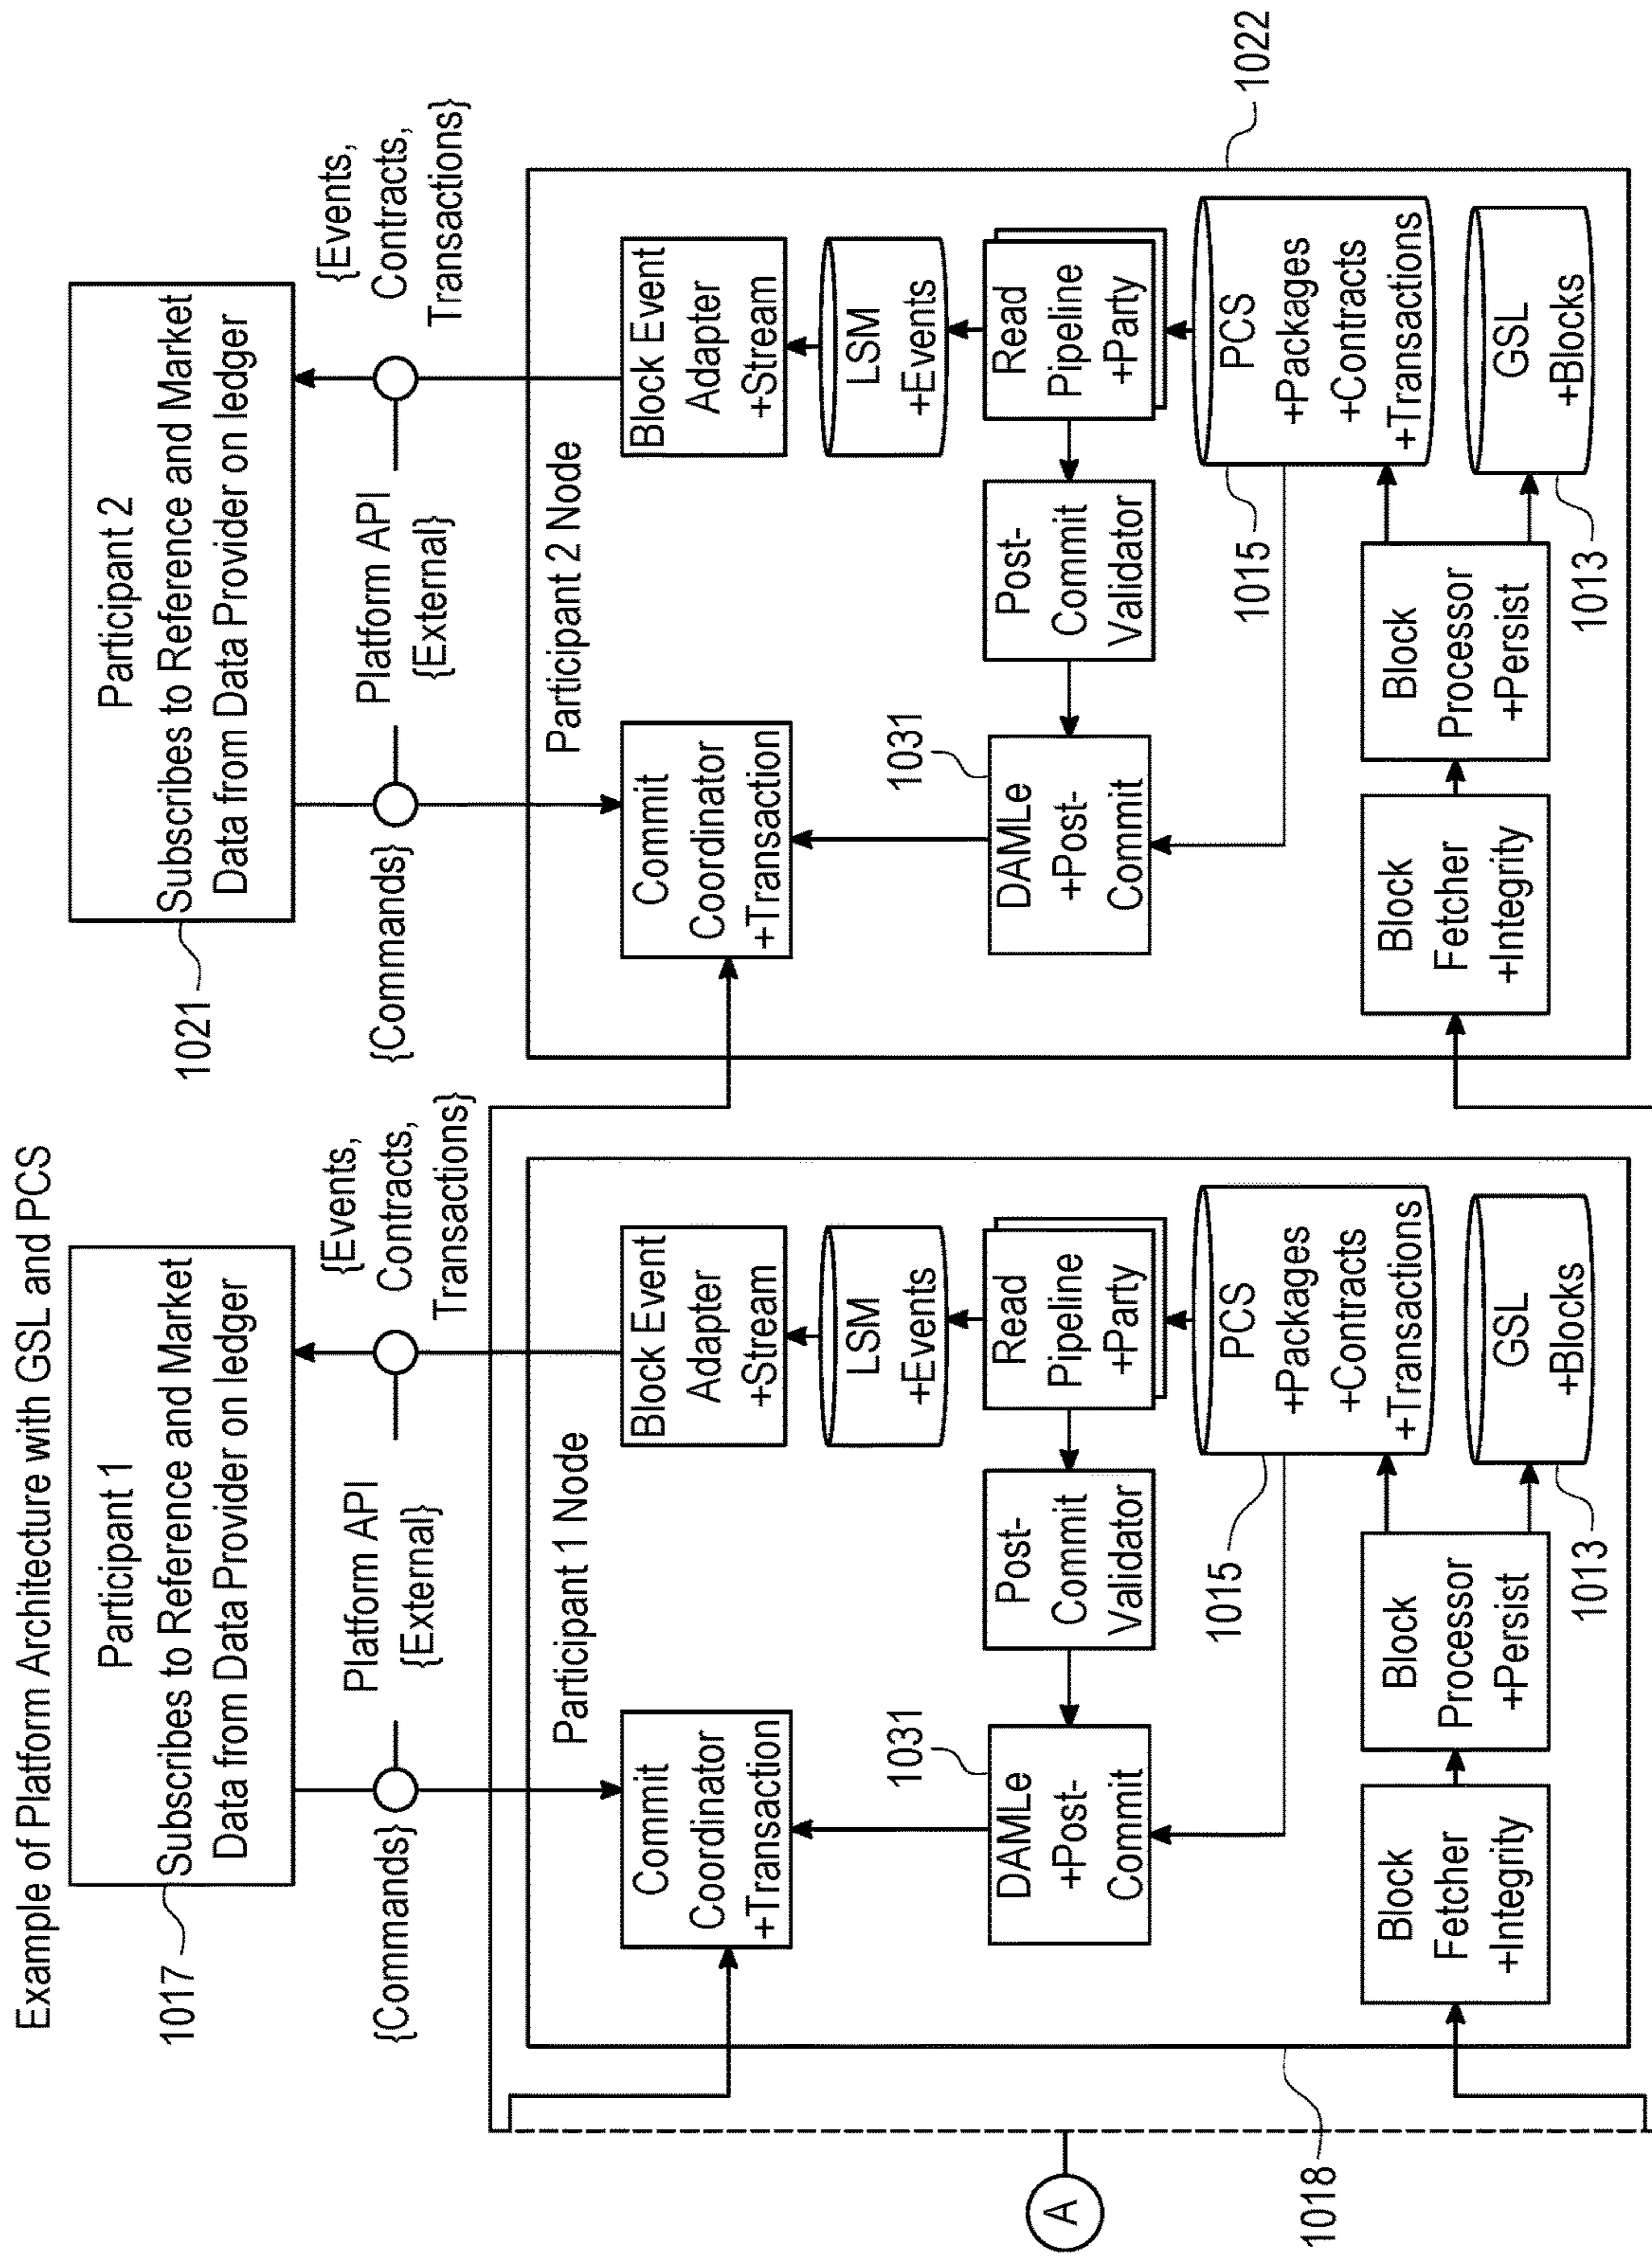 Example of Platform Architecture with GSL and PCS
Participant 1
Subscribes to Reference and Market
Data from Data Provider on ledger
1017
{Commands}
Platform API
{External}
{Events,
Contracts,
Transactions}
Participant 1 Node
Commit
Coordinator
+Transaction
Block Event
Adapter
+Stream
LSM
+Events
DAMLe
+Post-
Commit
1031
Post-
Commit
Validator
Read
Pipeline
+Party
1015
PCS
+Packages
+Contracts
+Transactions
Block
Fetcher
+Integrity
Block
Processor
+Persist
GSL
+Blocks
1013
1018
A
Participant 2
Subscribes to Reference and Market
Data from Data Provider on ledger
1021
{Commands}
Platform API
{External}
{Events,
Contracts,
Transactions}
Participant 2 Node
Commit
Coordinator
+Transaction
Block Event
Adapter
+Stream
LSM
+Events
DAMLe
+Post-
Commit
1031
Post-
Commit
Validator
Read
Pipeline
+Party
1015
PCS
+Packages
+Contracts
+Transactions
Block
Fetcher
+Integrity
Block
Processor
+Persist
GSL
+Blocks
1013
1022